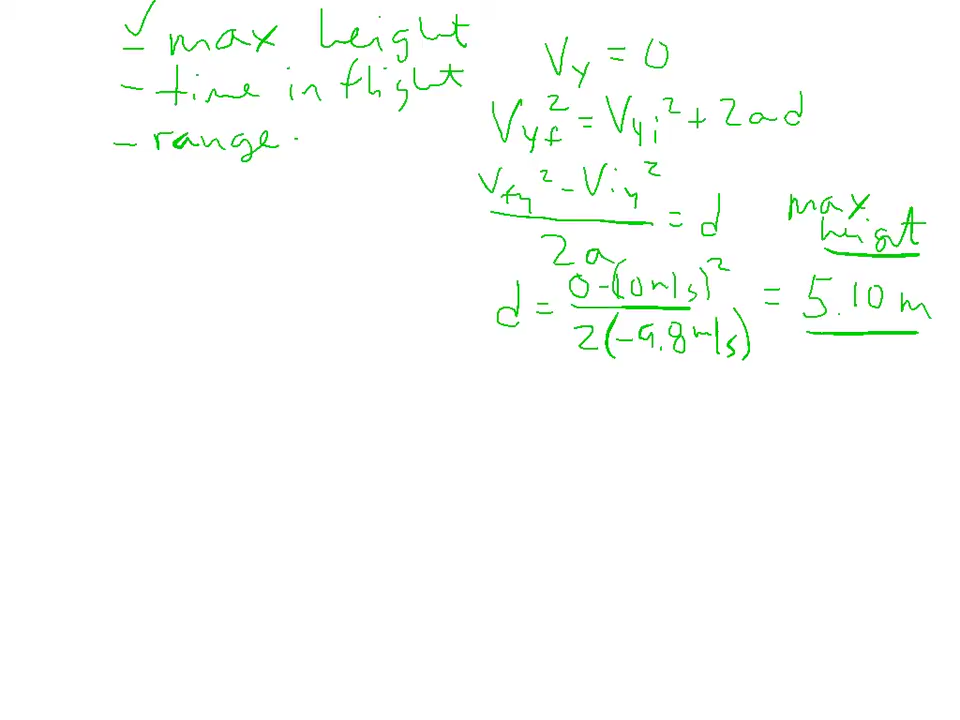 ✓
- max height
- time in flight
- range.
Vy = 0
Vyf² = Vyi² + 2ad
Vfy² - Viy²
2a
= d
d = 0 - (10 m/s)²
2(-9.8 m/s)
= 5.10 m
max
height